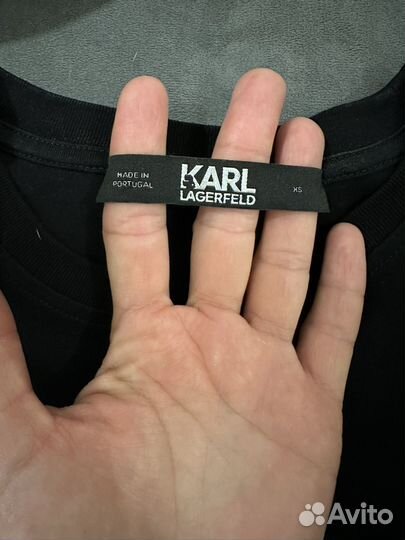 MADE IN
PORTUGAL
KARL
LAGERFELD
XS
Avito